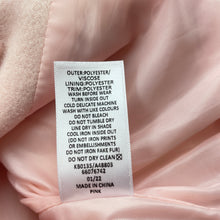 OUTER:POLYESTER/
VISCOSE
LINING:POLYESTER
TRIM:POLYESTER
WASH BEFORE WEAR
TURN INSIDE OUT
COLD DELICATE MACHINE
WASH WITH LIKE COLOURS
DO NOT BLEACH
DO NOT TUMBLE DRY
LINE DRY IN SHADE
COOL IRON INSIDE OUT
(DO NOT IRON PRINTS
OR EMBELLISHMENTS
DO NOT IRON FAKE FUR)
DO NOT DRY CLEAN
KB0135/A48803
66076742
01/22
MADE IN CHINA
PINK